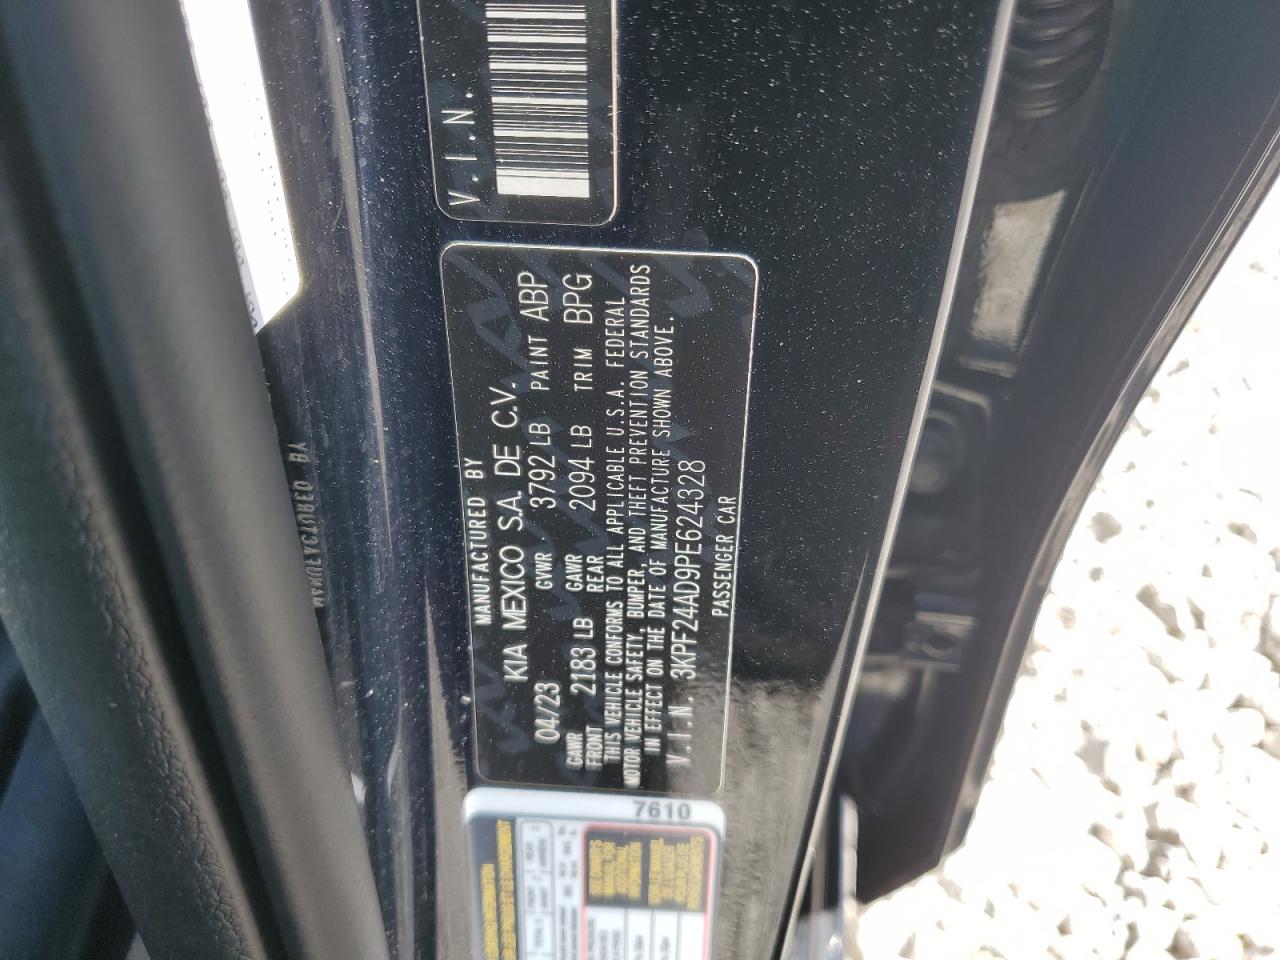 V.I.N.
MANUFACTURED BY
KIA MEXICO S.A. DE C.V.
04/23 GVWR 3792 LB PAINT ABP
GAWR FRONT 2183 LB GAWR REAR 2094 LB TRIM BPG
THIS VEHICLE CONFORMS TO ALL APPLICABLE U.S.A. FEDERAL
MOTOR VEHICLE SAFETY, BUMPER, AND THEFT PREVENTION STANDARDS
IN EFFECT ON THE DATE OF MANUFACTURE SHOWN ABOVE.
V.I.N. 3KPF24AD9PE624328
PASSENGER CAR
7610